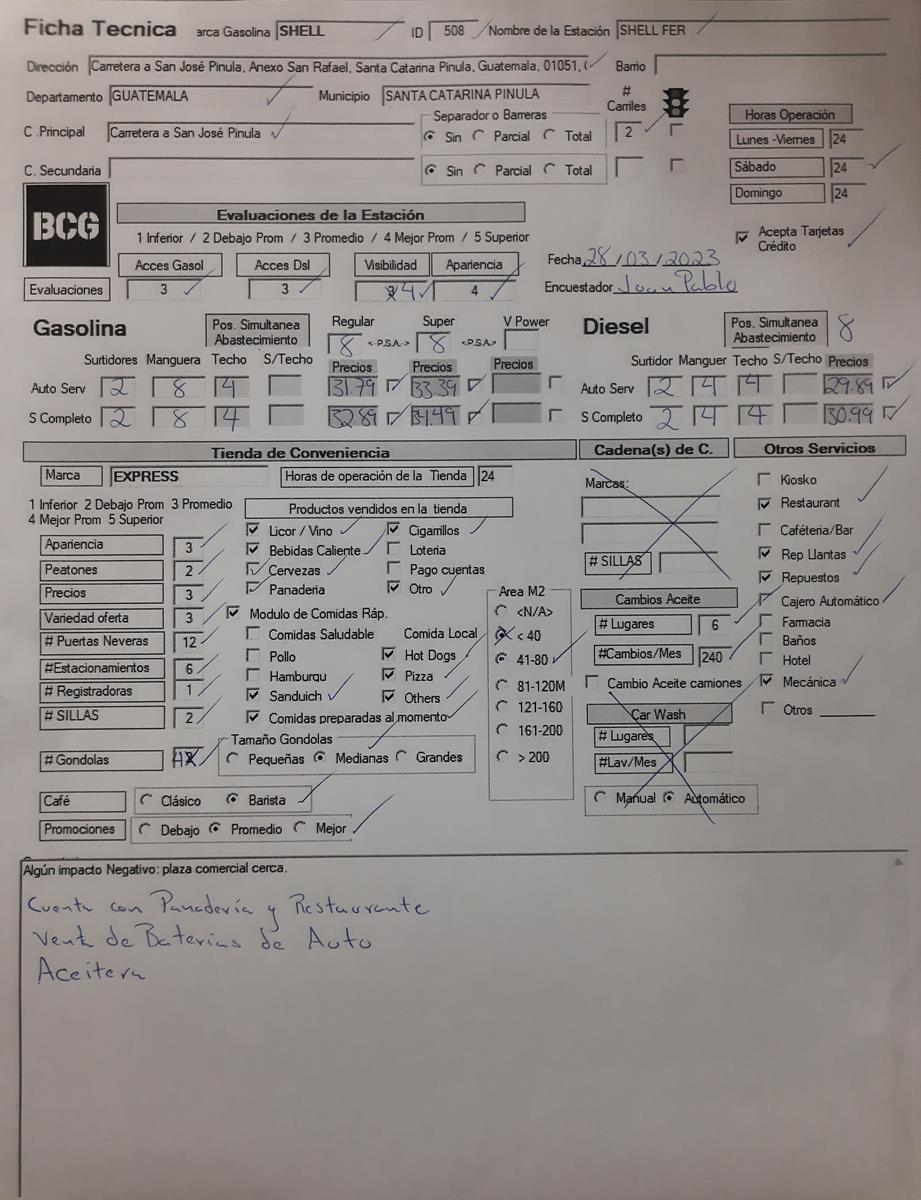 Ficha Tecnica arca Gasolina SHELL ID 508 Nombre de la Estación SHELL FER
Dirección Carretera a San José Pinula, Anexo San Rafael, Santa Catarina Pinula, Guatemala, 01051, Barrio
Departamento GUATEMALA Municipio SANTA CATARINA PINULA # Carriles
C .Principal Carretera a San José Pinula Separador o Barreras Sin Parcial Total 2
C. Secundaria Sin Parcial Total
Horas Operación
Lunes -Viernes 24
Sábado 24
Domingo 24
BCG
Evaluaciones de la Estación
1 Inferior / 2 Debajo Prom / 3 Promedio / 4 Mejor Prom / 5 Superior
Acepta Tarjetas Crédito
Acces Gasol Acces Dsl Visibilidad Apariencia
Evaluaciones 3 3 4 4
Fecha 28/03/2023
Encuestador Juan Pablo
Gasolina Pos. Simultanea Abastecimiento Regular 8 <-P.S.A.-> Super 8 <-P.S.A-> V Power
Surtidores Manguera Techo S/Techo Precios Precios Precios
Auto Serv 2 8 4 31.79 33.39
S Completo 2 8 4 32.89 34.49
Diesel Pos. Simultanea Abastecimiento 8
Surtidor Manguer Techo S/Techo Precios
Auto Serv 2 4 4 29.89
S Completo 2 4 4 30.99
Tienda de Conveniencia
Marca EXPRESS Horas de operación de la Tienda 24
1 Inferior 2 Debajo Prom 3 Promedio
4 Mejor Prom 5 Superior
Apariencia 3
Peatones 2
Precios 3
Variedad oferta 3
# Puertas Neveras 12
#Estacionamientos 6
# Registradoras 1
# SILLAS 2
# Gondolas
Productos vendidos en la tienda
Licor / Vino Cigarrillos
Bebidas Caliente Loteria
Cervezas Pago cuentas
Panaderia Otro
Modulo de Comidas Ráp.
Comidas Saludable Comida Local
Pollo Hot Dogs
Hamburqu Pizza
Sanduich Others
Comidas preparadas al momento
Tamaño Gondolas
Pequeñas Medianas Grandes
Café Clásico Barista
Promociones Debajo Promedio Mejor
Area M2
<N/A>
< 40
41-80
81-120M
121-160
161-200
> 200
Cadena(s) de C.
Marcas:
# SILLAS
Cambios Aceite
# Lugares 6
#Cambios/Mes 240
Cambio Aceite camiones
Car Wash
# Lugares
#Lav/Mes
Manual Automático
Otros Servicios
Kiosko
Restaurant
Caféteria/Bar
Rep Llantas
Repuestos
Cajero Automático
Farmacia
Baños
Hotel
Mecánica
Otros
Algún impacto Negativo: plaza comercial cerca.
Cuenta con Panadería y Restaurante
Venta de Baterias de Auto
Aceitera